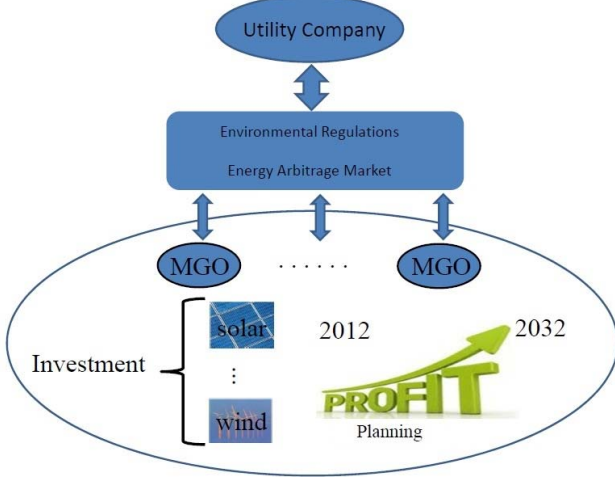 Utility Company
Environmental Regulations
Energy Arbitrage Market
MGO ...... MGO
solar
2012
2032
Investment
⋮
PROFIT
wind
Planning